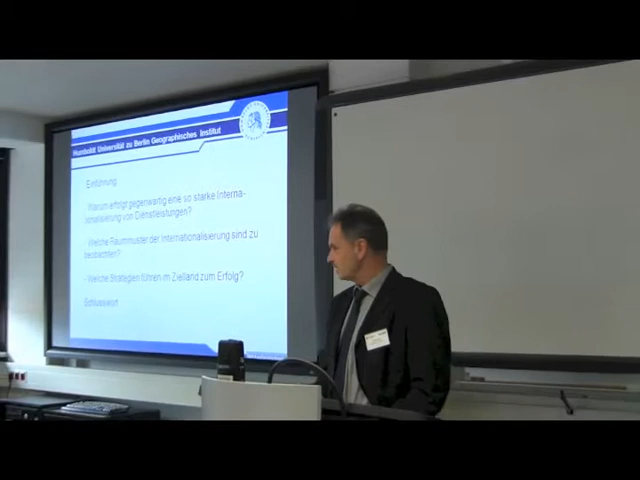 Humboldt Universität zu Berlin Geographisches Institut
Einführung
- Warum erfolgt gegenwärtig eine so starke Interna-
tionalisierung von Dienstleistungen?
- Welche Raummuster der Internationalisierung sind zu
beobachten?
- Welche Strategien führen im Zielland zum Erfolg?
Schlusswort